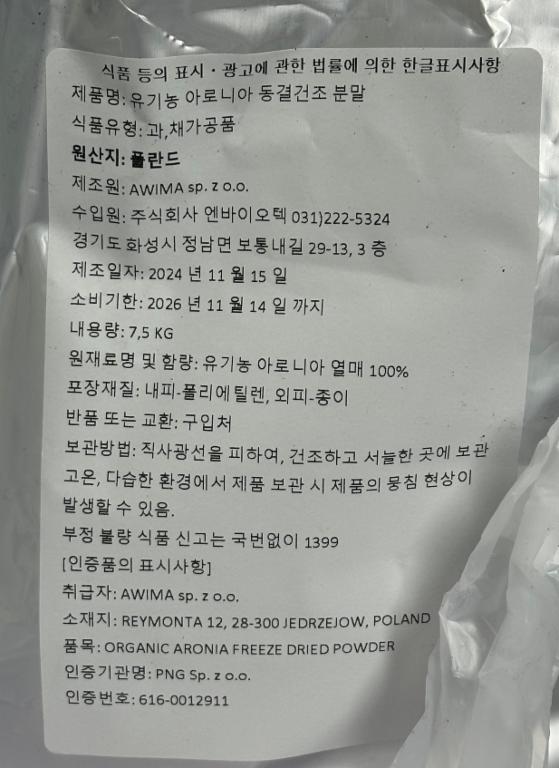 식품 등의 표시・광고에 관한 법률에 의한 한글표시사항
제품명: 유기농 아로니아 동결건조 분말
식품유형: 과,채가공품
원산지: 폴란드
제조원: AWIMA sp. z o.o.
수입원: 주식회사 엔바이오텍 031)222-5324
경기도 화성시 정남면 보통내길 29-13, 3 층
제조일자: 2024 년 11 월 15 일
소비기한: 2026 년 11 월 14 일 까지
내용량: 7,5 KG
원재료명 및 함량: 유기농 아로니아 열매 100%
포장재질: 내피-폴리에틸렌, 외피-종이
반품 또는 교환: 구입처
보관방법: 직사광선을 피하여, 건조하고 서늘한 곳에 보관
고온, 다습한 환경에서 제품 보관 시 제품의 뭉침 현상이
발생할 수 있음.
부정 불량 식품 신고는 국번없이 1399
[인증품의 표시사항]
취급자: AWIMA sp. z o.o.
소재지: REYMONTA 12, 28-300 JEDRZEJOW, POLAND
품목: ORGANIC ARONIA FREEZE DRIED POWDER
인증기관명: PNG Sp. z o.o.
인증번호: 616-0012911